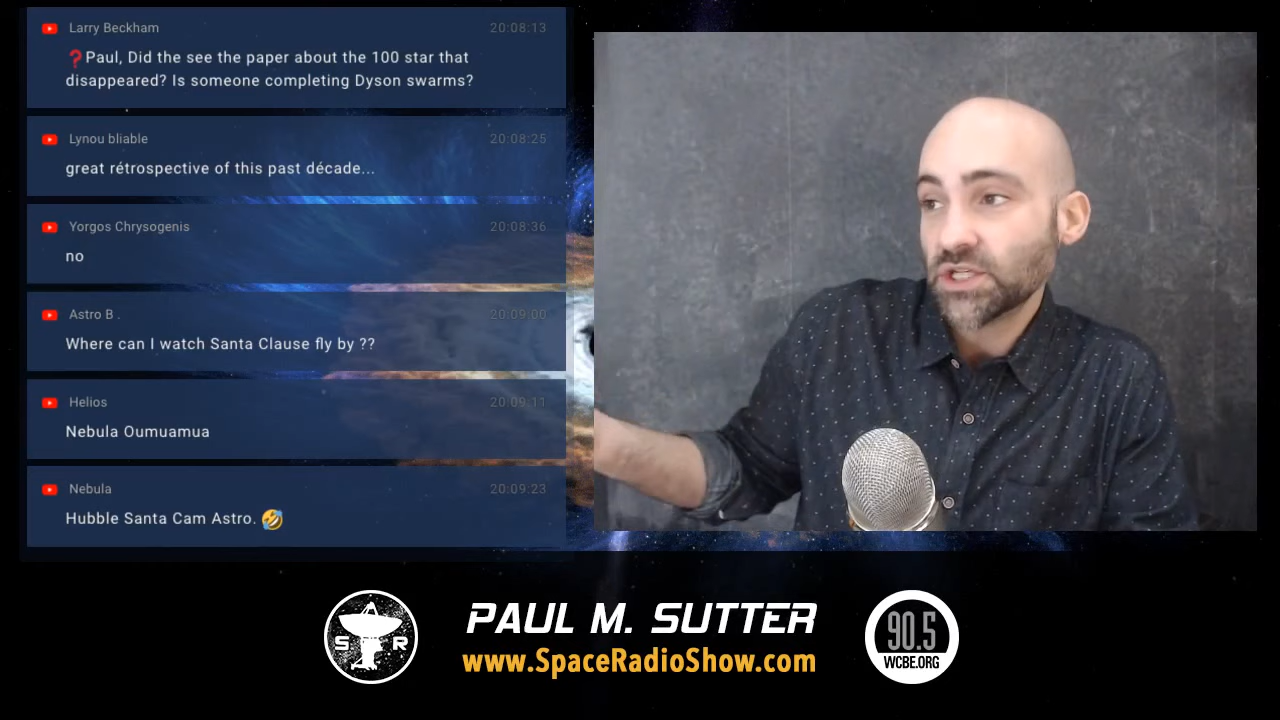 Larry Beckham 20:08:13
❓Paul, Did the see the paper about the 100 star that
disappeared? Is someone completing Dyson swarms?
Lynou bliable 20:08:25
great rétrospective of this past décade...
Yorgos Chrysogenis 20:08:36
no
Astro B . 20:09:00
Where can I watch Santa Clause fly by ??
Helios 20:09:11
Nebula Oumuamua
Nebula 20:09:23
Hubble Santa Cam Astro. 🤣
S R
PAUL M. SUTTER
www.SpaceRadioShow.com
90.5
WCBE.ORG